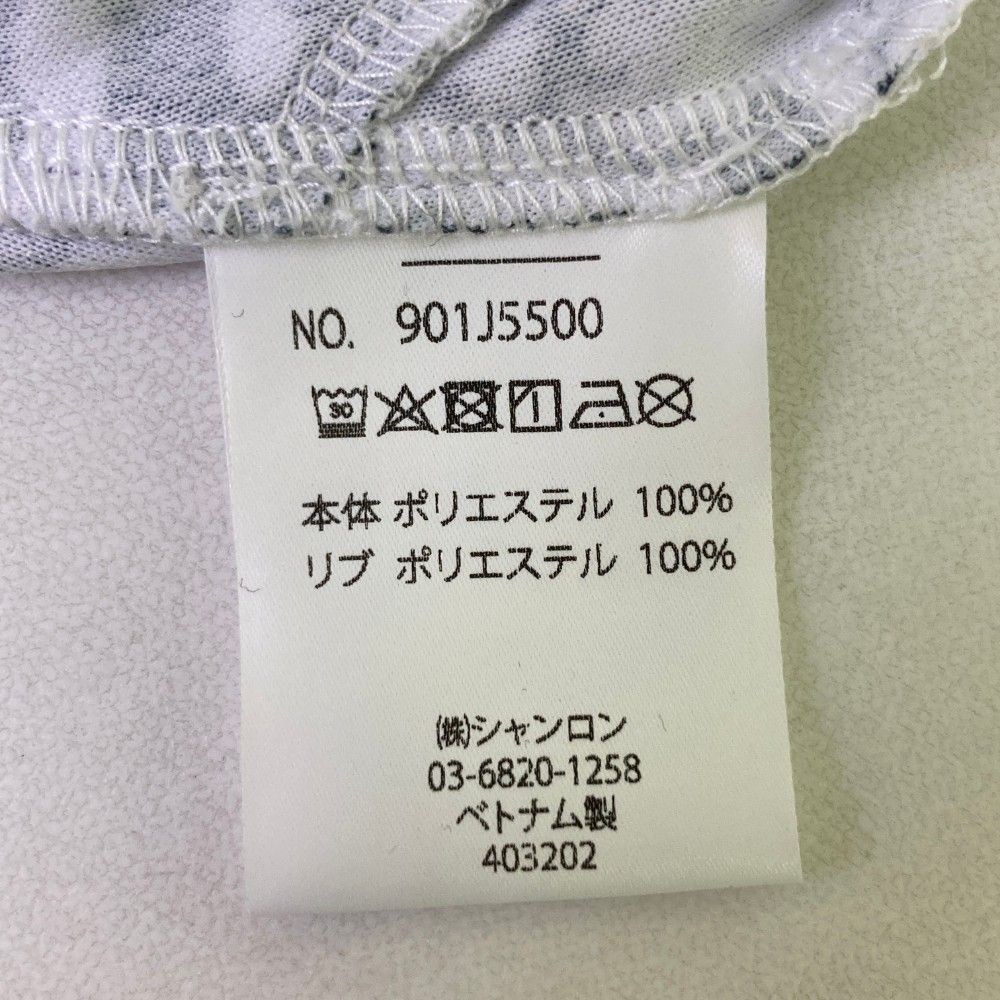 NO. 901J5500
30
本体 ポリエステル 100%
リブ ポリエステル 100%
(株)シャンロン
03-6820-1258
ベトナム製
403202